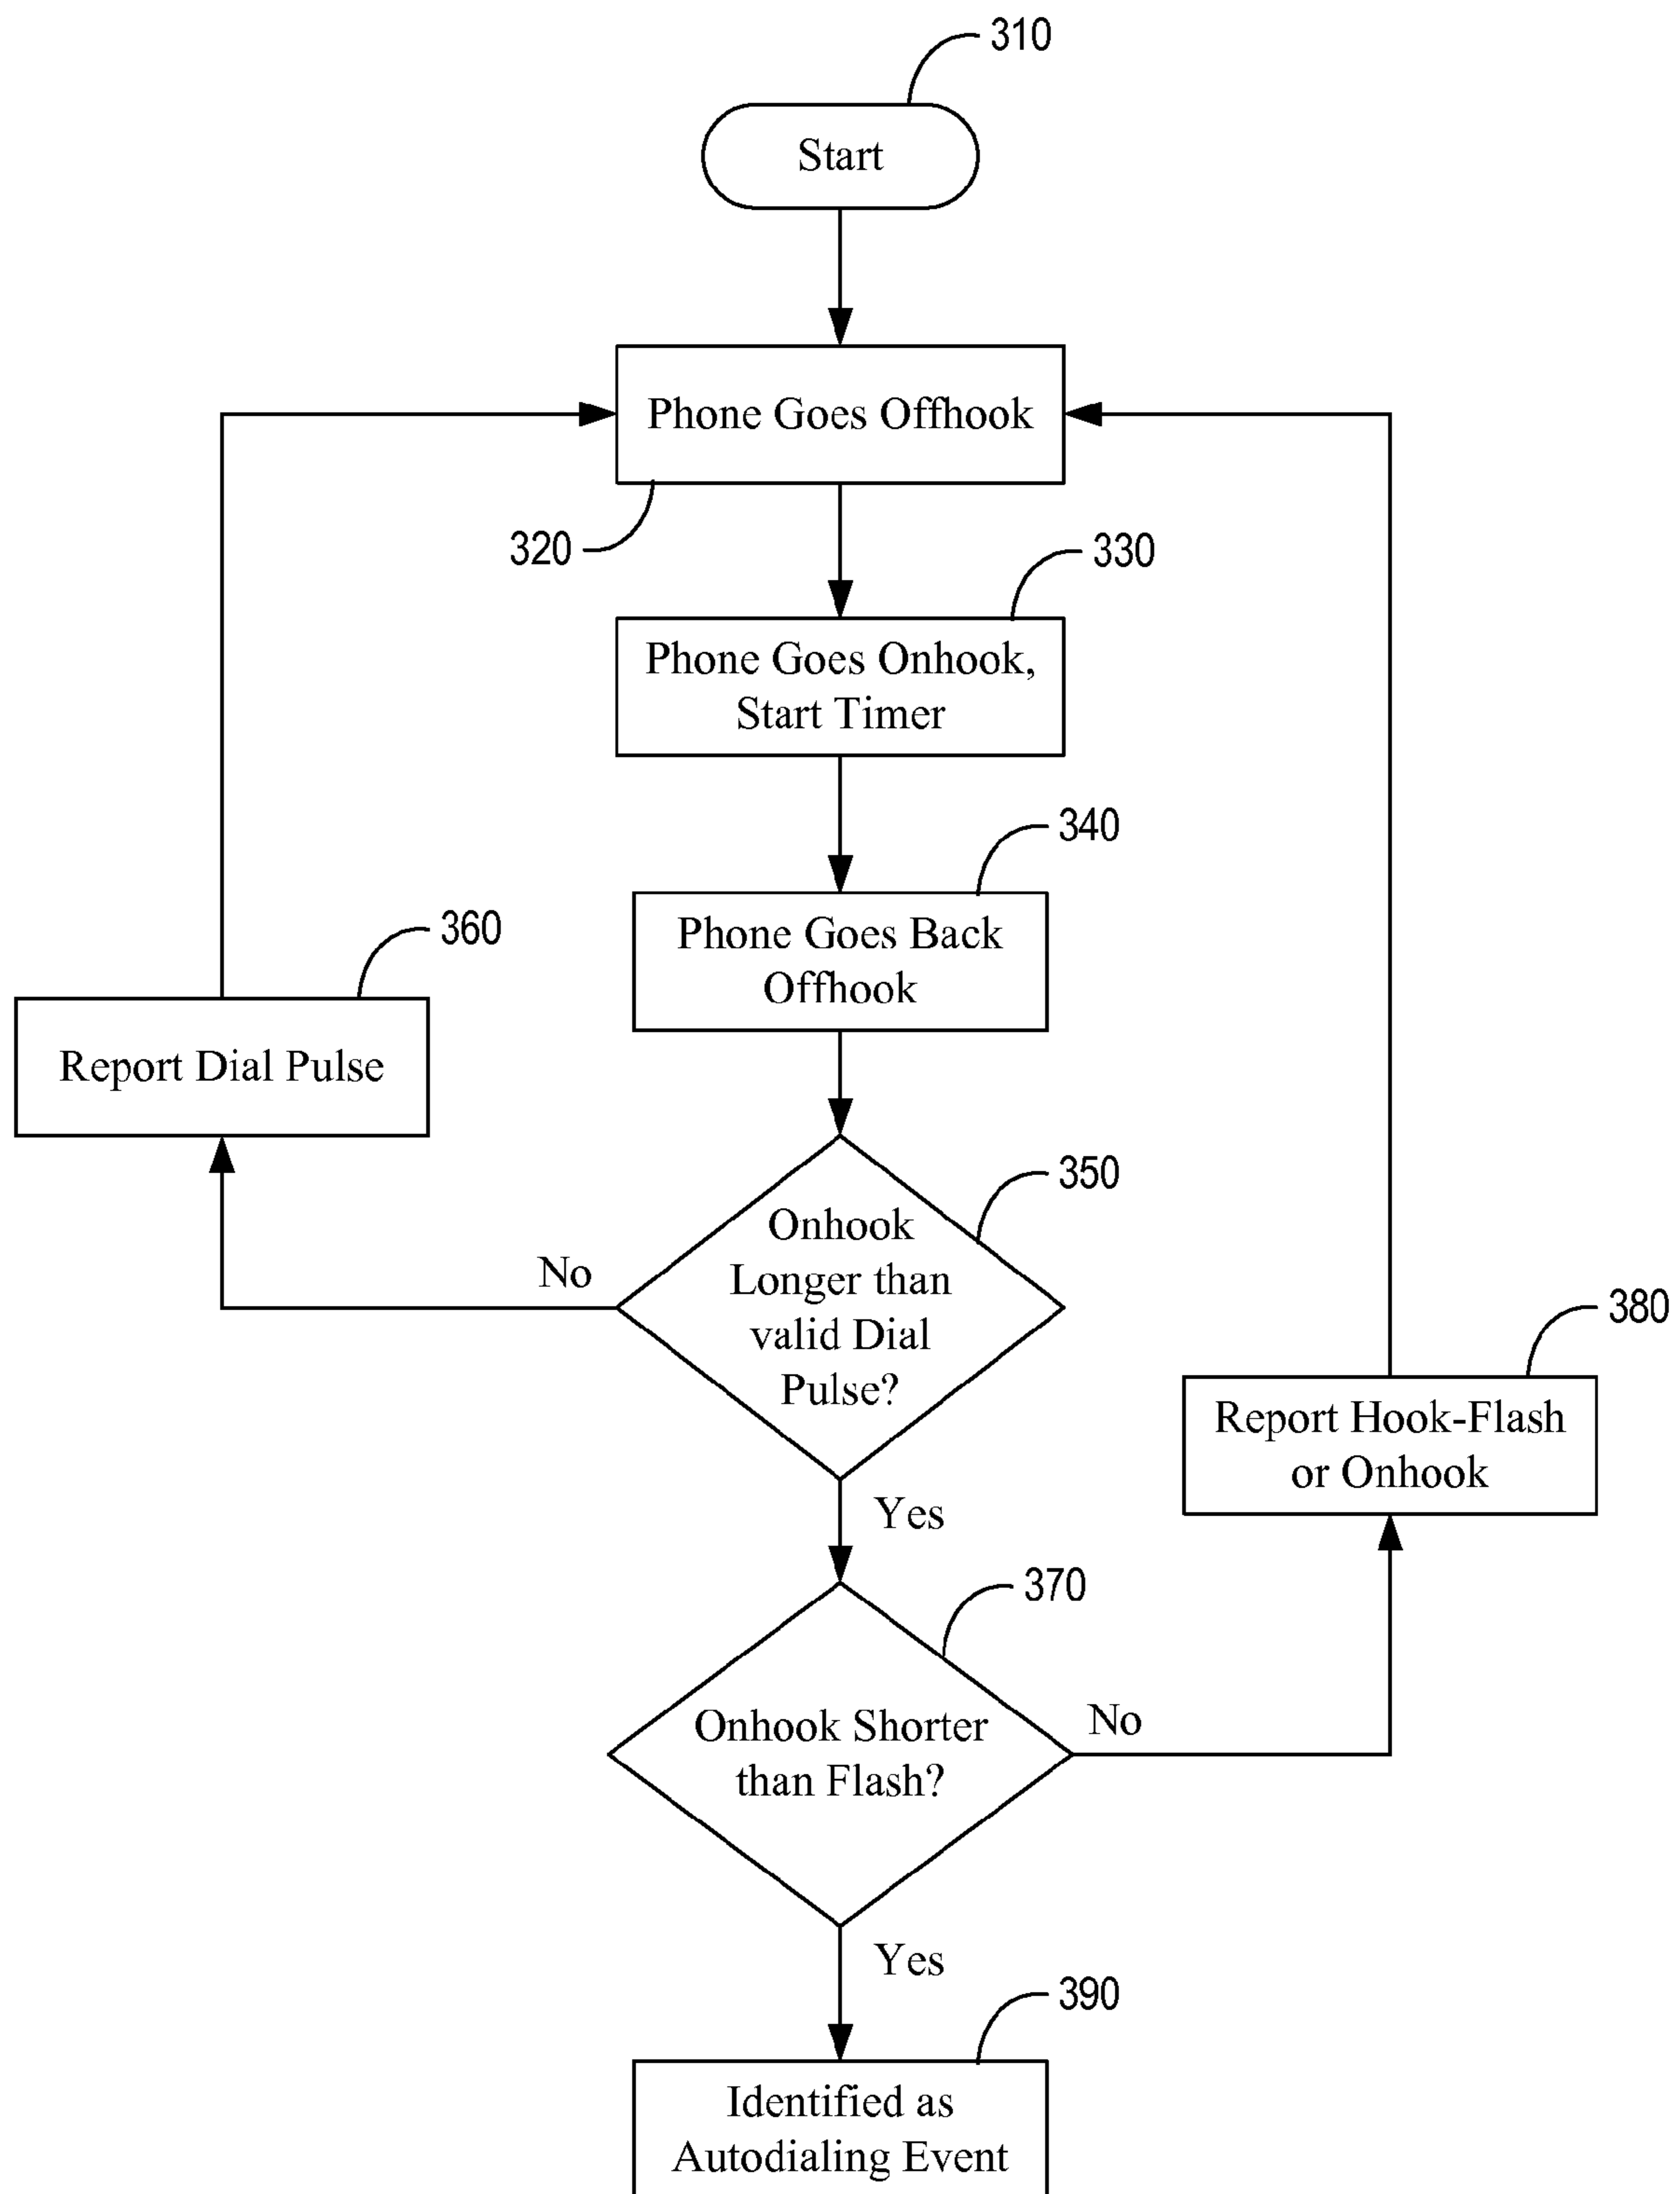 310
Start
Phone Goes Offhook
320
330
Phone Goes Onhook,
Start Timer
340
Phone Goes Back
Offhook
360
Report Dial Pulse
350
Onhook
Longer than
valid Dial
Pulse?
No
Yes
380
Report Hook-Flash
or Onhook
370
Onhook Shorter
than Flash?
No
Yes
390
Identified as
Autodialing Event